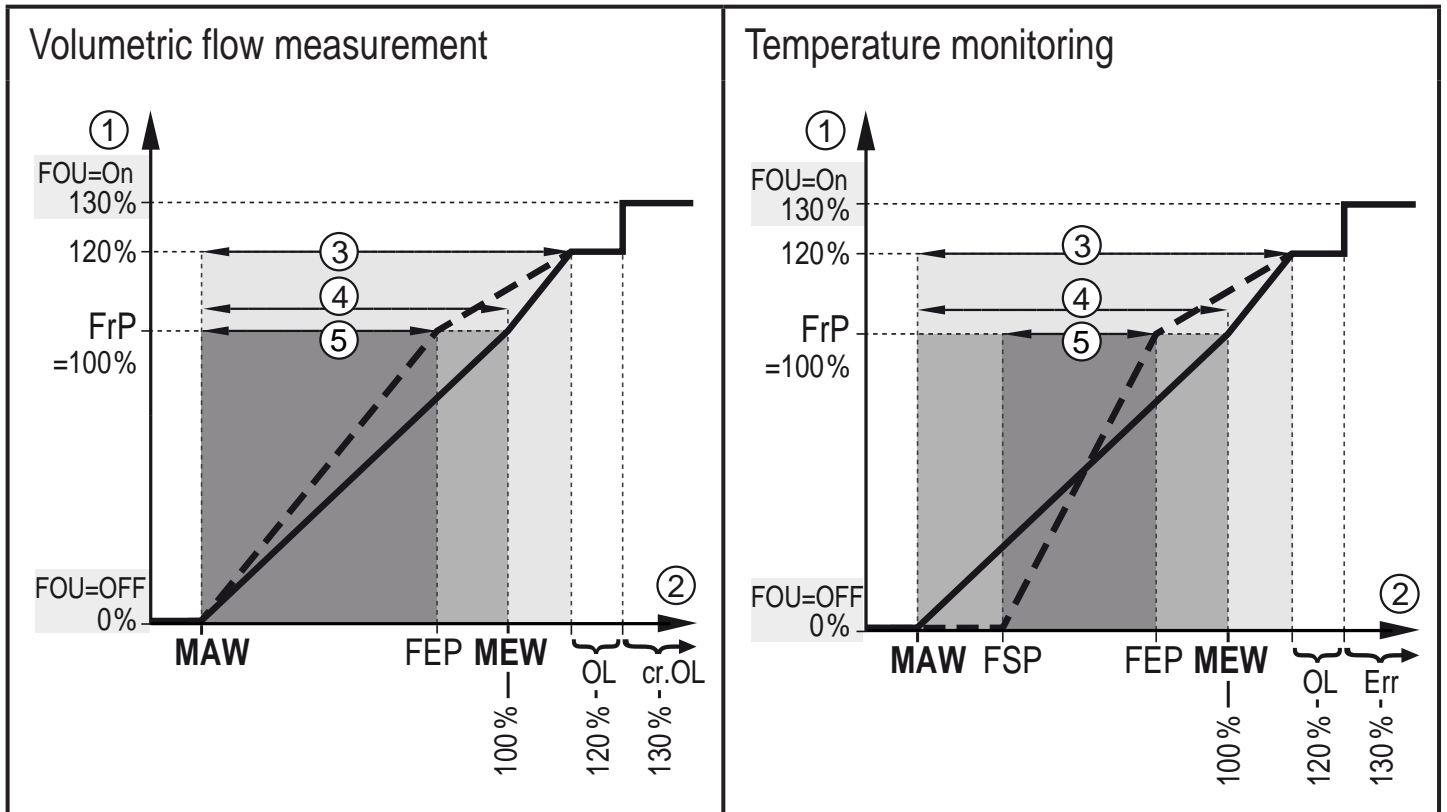 Volumetric flow measurement
①
FOU=On
130%
120%
FrP
=100%
③
④
⑤
FOU=OFF
0%
②
MAW
FEP
MEW
OL
cr.OL
100%
120%
130%
Temperature monitoring
①
FOU=On
130%
120%
FrP
=100%
③
④
⑤
FOU=OFF
0%
②
MAW
FSP
FEP
MEW
OL
Err
100%
120%
130%